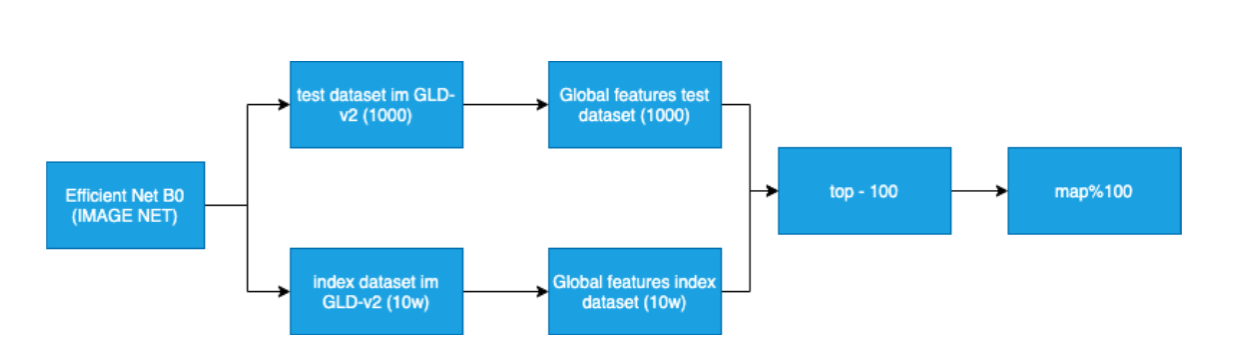 Efficient Net B0
(IMAGE NET)
test dataset im GLD-
v2 (1000)
Global features test
dataset (1000)
index dataset im
GLD-v2 (10w)
Global features index
dataset (10w)
top - 100
map%100